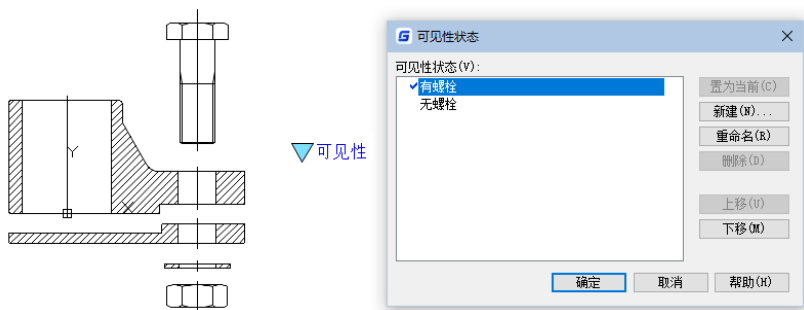 可见性状态
可见性状态(V):
有螺栓
无螺栓
置为当前(C)
新建(N)...
重命名(R)
删除(D)
上移(U)
下移(M)
确定
取消
帮助(H)
可见性
Y
X